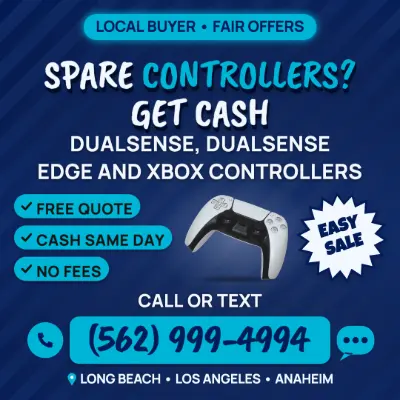 LOCAL BUYER • FAIR OFFERS
SPARE CONTROLLERS?
GET CASH
DUALSENSE, DUALSENSE
EDGE AND XBOX CONTROLLERS
FREE QUOTE
CASH SAME DAY
NO FEES
EASY
SALE
CALL OR TEXT
(562) 999-4994
LONG BEACH • LOS ANGELES • ANAHEIM